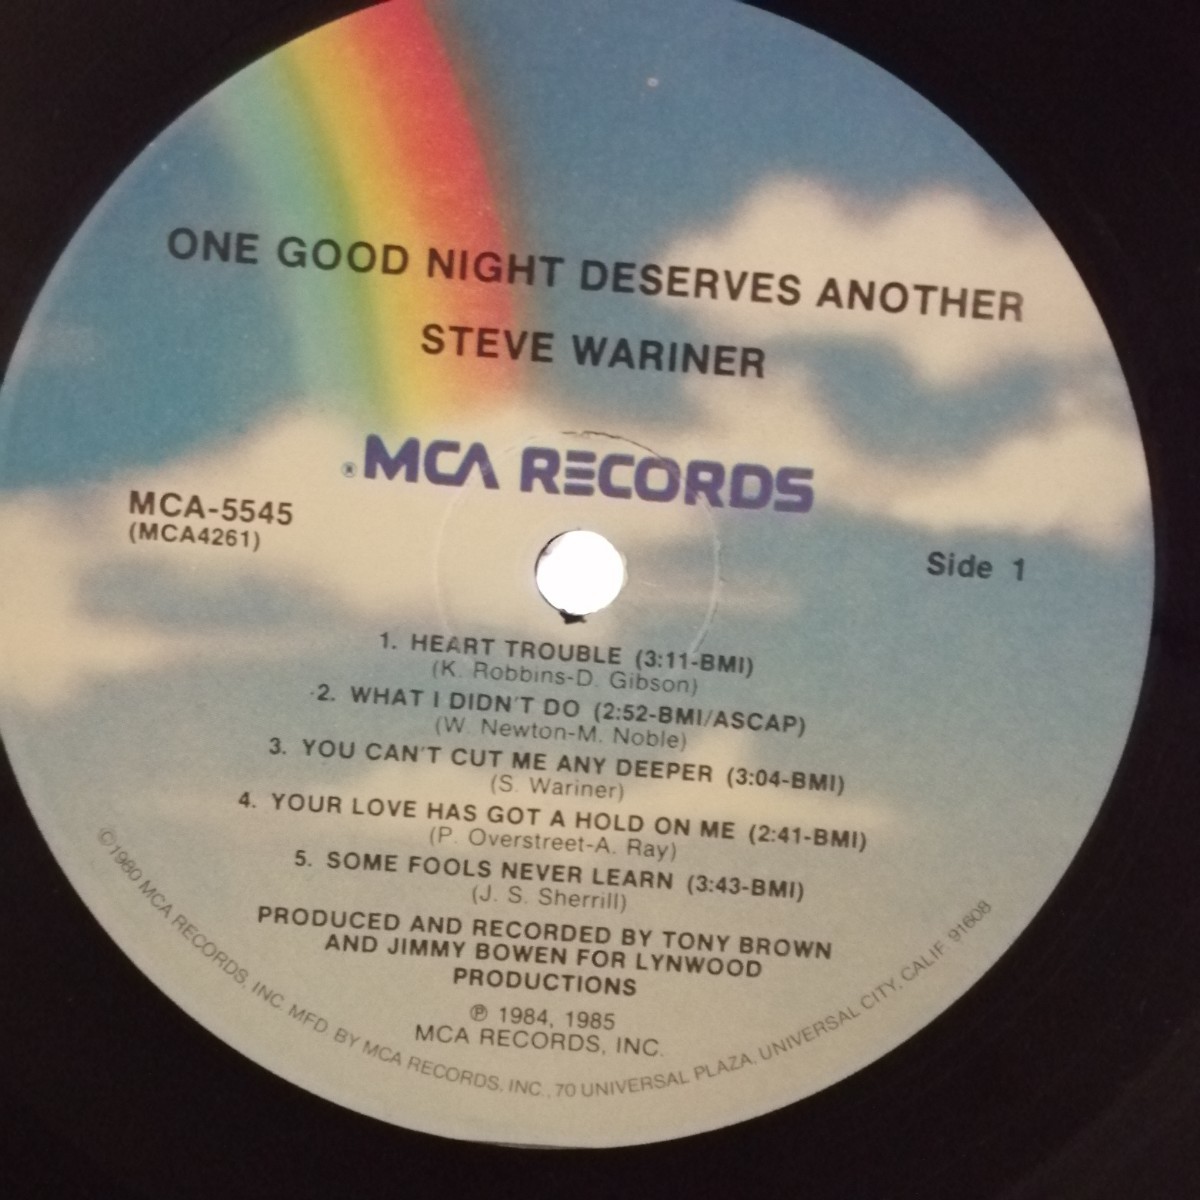 ONE GOOD NIGHT DESERVES ANOTHER
STEVE WARINER
® MCA RECORDS
MCA-5545
(MCA4261)
Side 1
1. HEART TROUBLE (3:11-BMI)
(K. Robbins-D. Gibson)
2. WHAT I DIDN'T DO (2:52-BMI/ASCAP)
(W. Newton-M. Noble)
3. YOU CAN'T CUT ME ANY DEEPER (3:04-BMI)
(S. Wariner)
4. YOUR LOVE HAS GOT A HOLD ON ME (2:41-BMI)
(P. Overstreet-A. Ray)
5. SOME FOOLS NEVER LEARN (3:43-BMI)
(J. S. Sherrill)
PRODUCED AND RECORDED BY TONY BROWN
AND JIMMY BOWEN FOR LYNWOOD
PRODUCTIONS
℗ 1984, 1985
MCA RECORDS, INC.
©1980 MCA RECORDS, INC. MFD. BY MCA RECORDS, INC., 70 UNIVERSAL PLAZA, UNIVERSAL CITY, CALIF. 91608